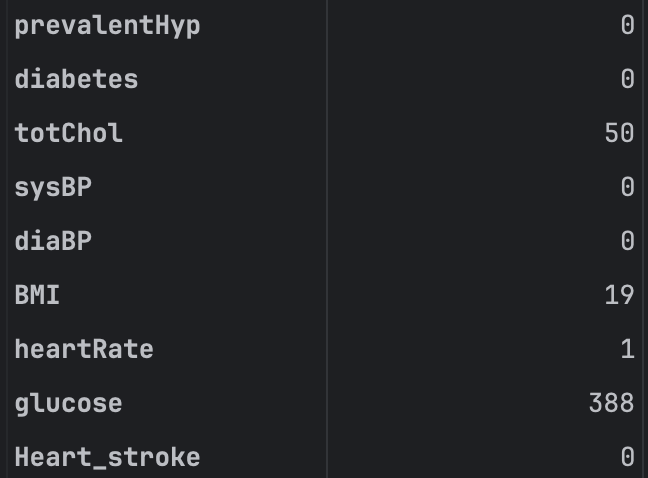 prevalentHyp 0
diabetes 0
totChol 50
sysBP 0
diaBP 0
BMI 19
heartRate 1
glucose 388
Heart_stroke 0